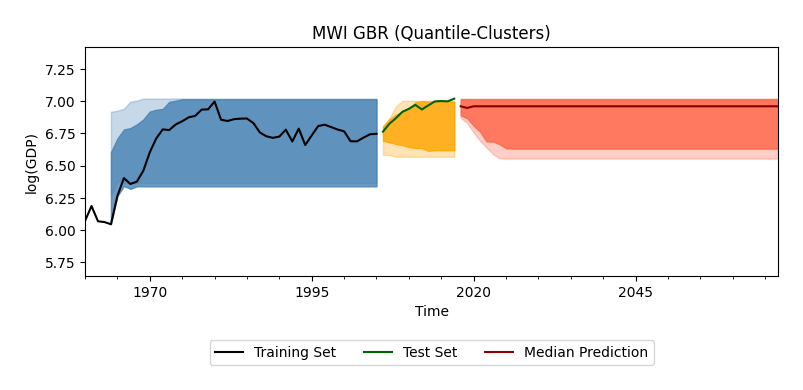 MWI GBR (Quantile-Clusters)
log(GDP)
7.25
7.00
6.75
6.50
6.25
6.00
5.75
1970 1995 2020 2045
Time
Training Set Test Set Median Prediction